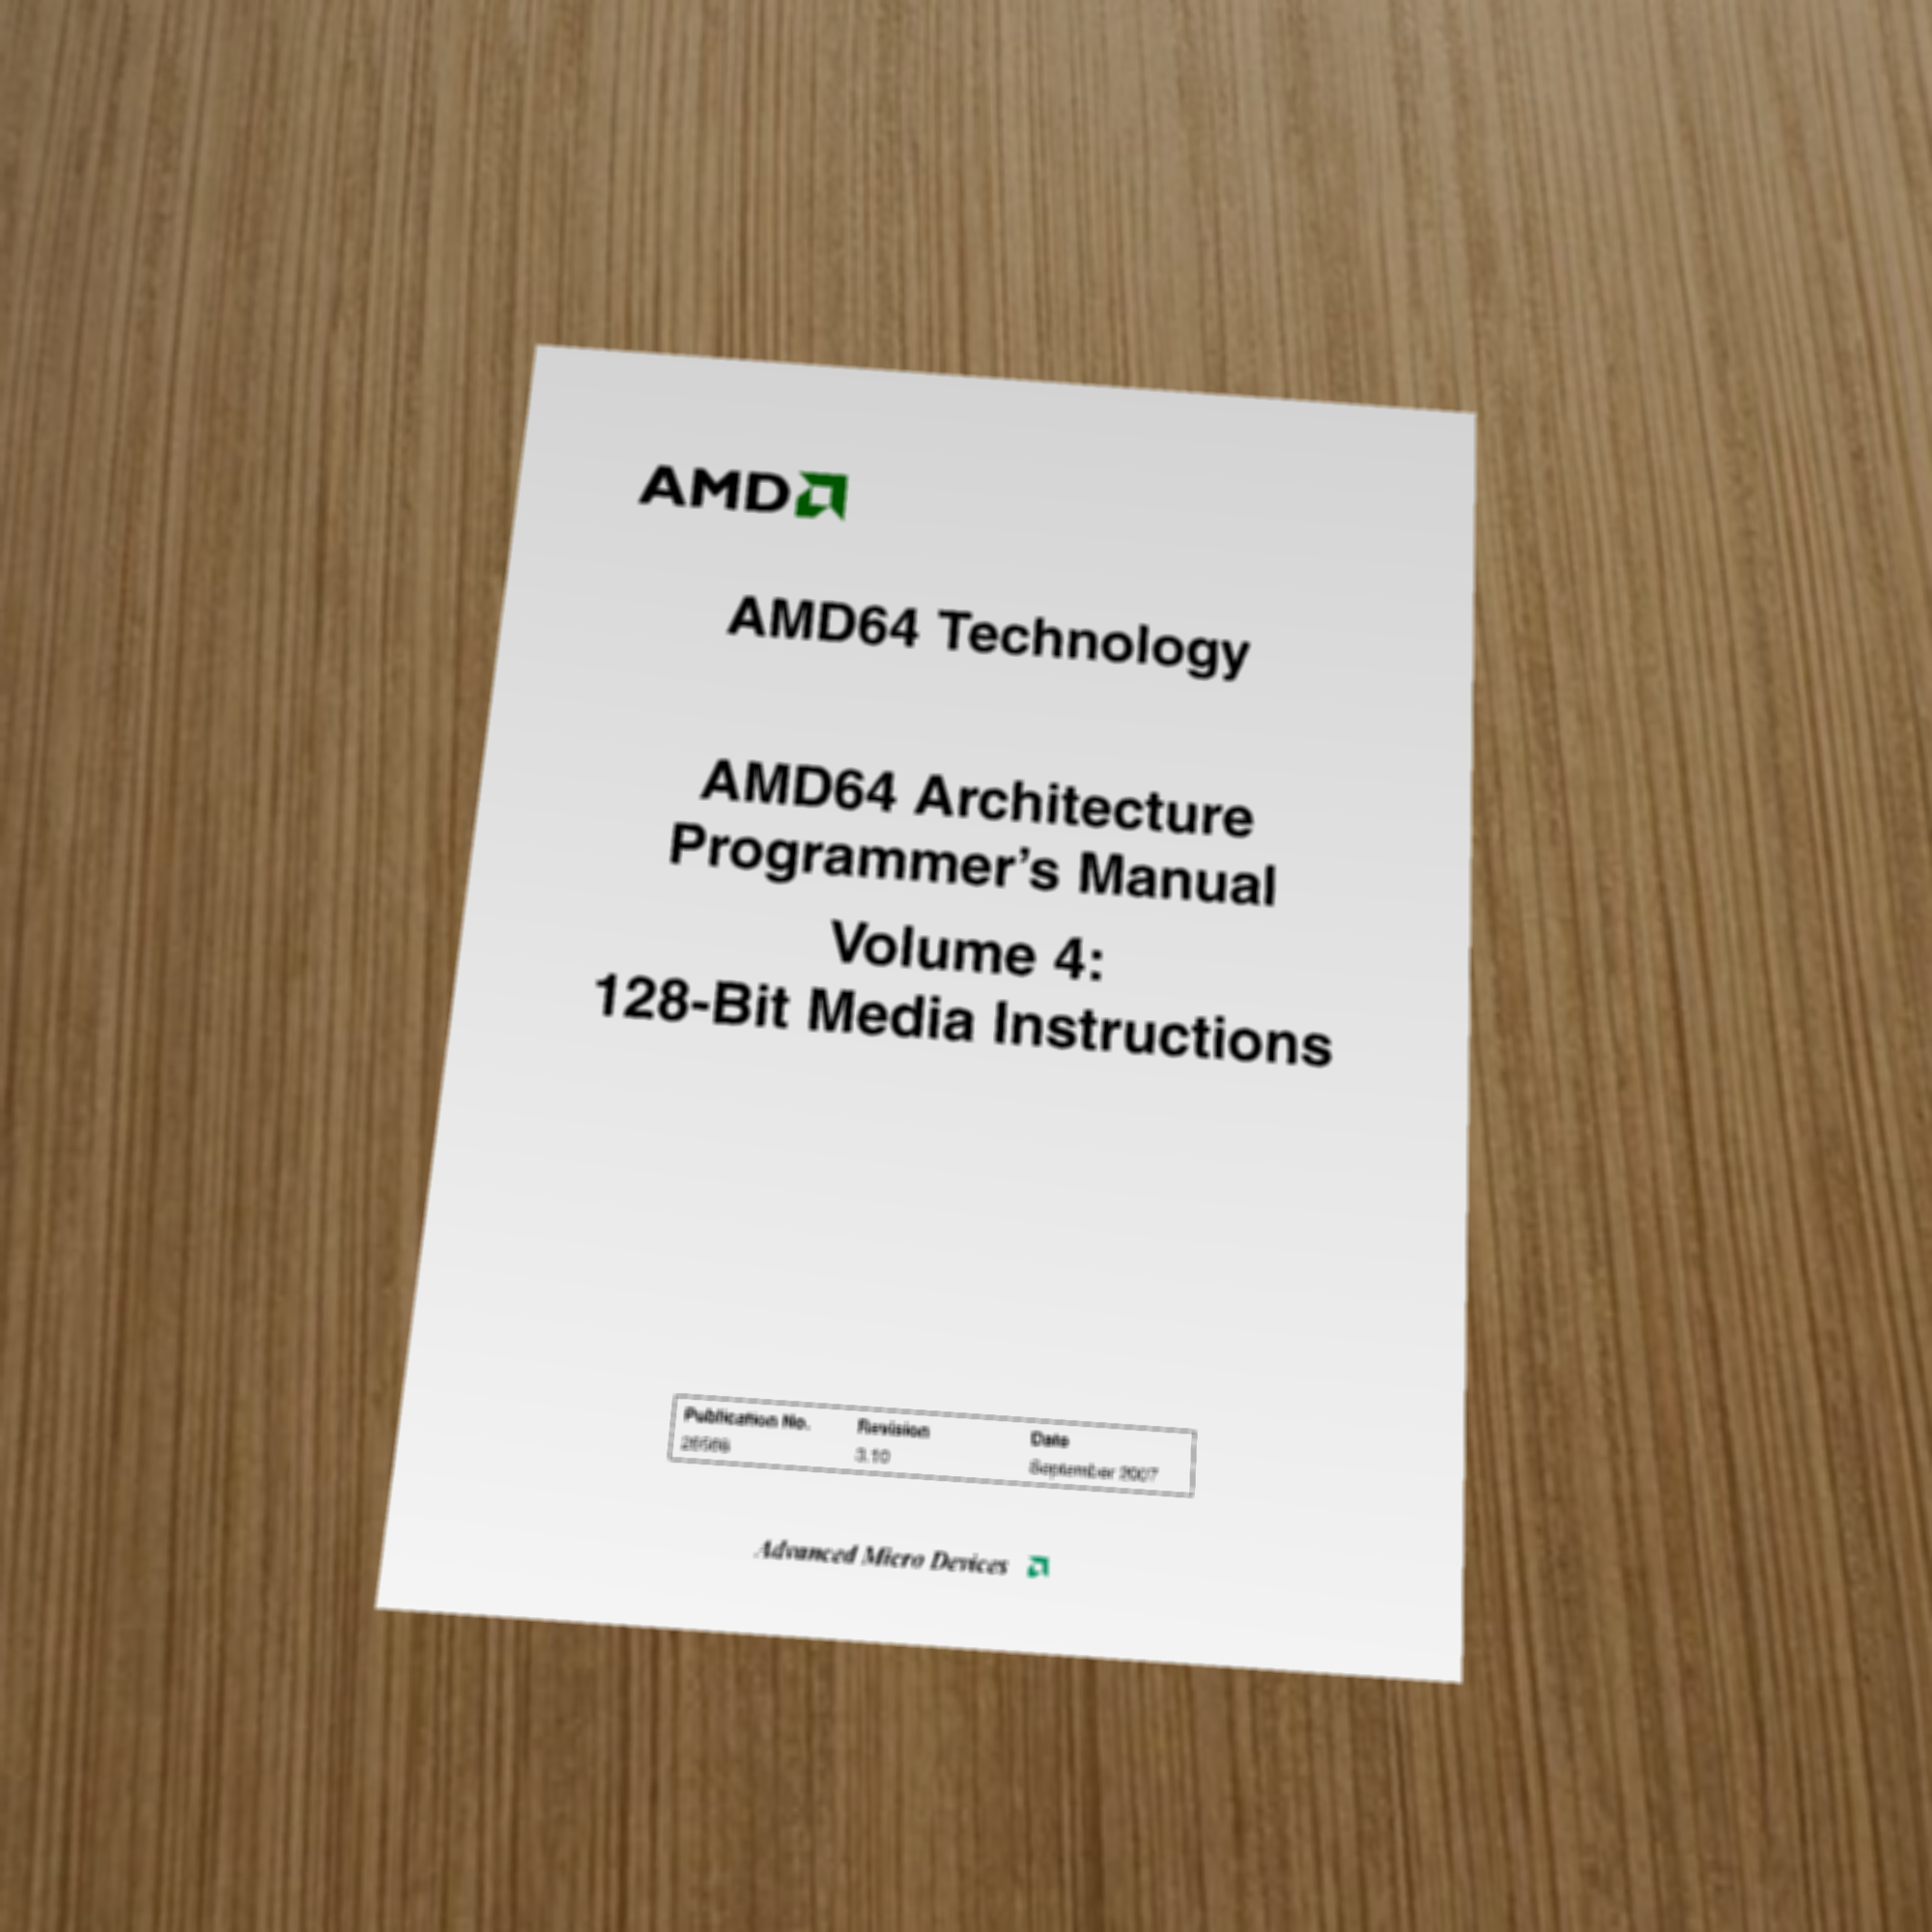 AMD
AMD64 Technology
AMD64 Architecture
Programmer’s Manual
Volume 4:
128-Bit Media Instructions
Publication No. Revision Date
26568 3.10 September 2007
Advanced Micro Devices